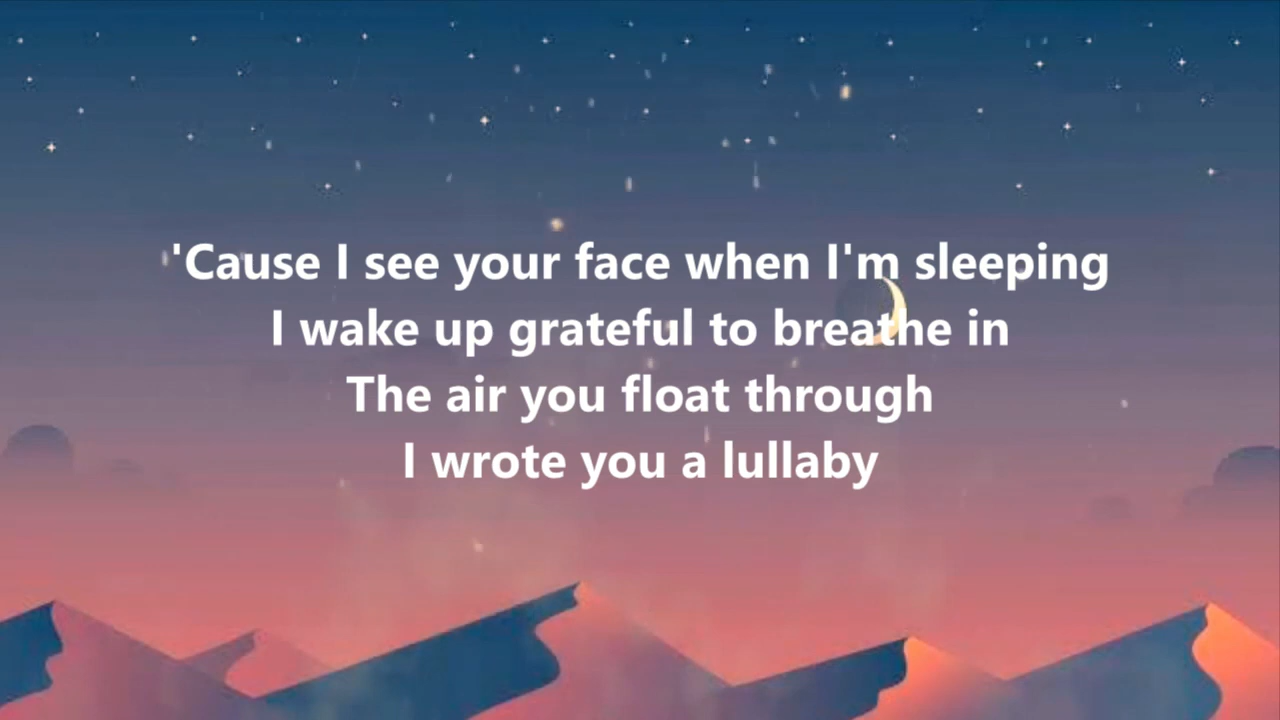 'Cause I see your face when I'm sleeping
I wake up grateful to breathe in
The air you float through
I wrote you a lullaby